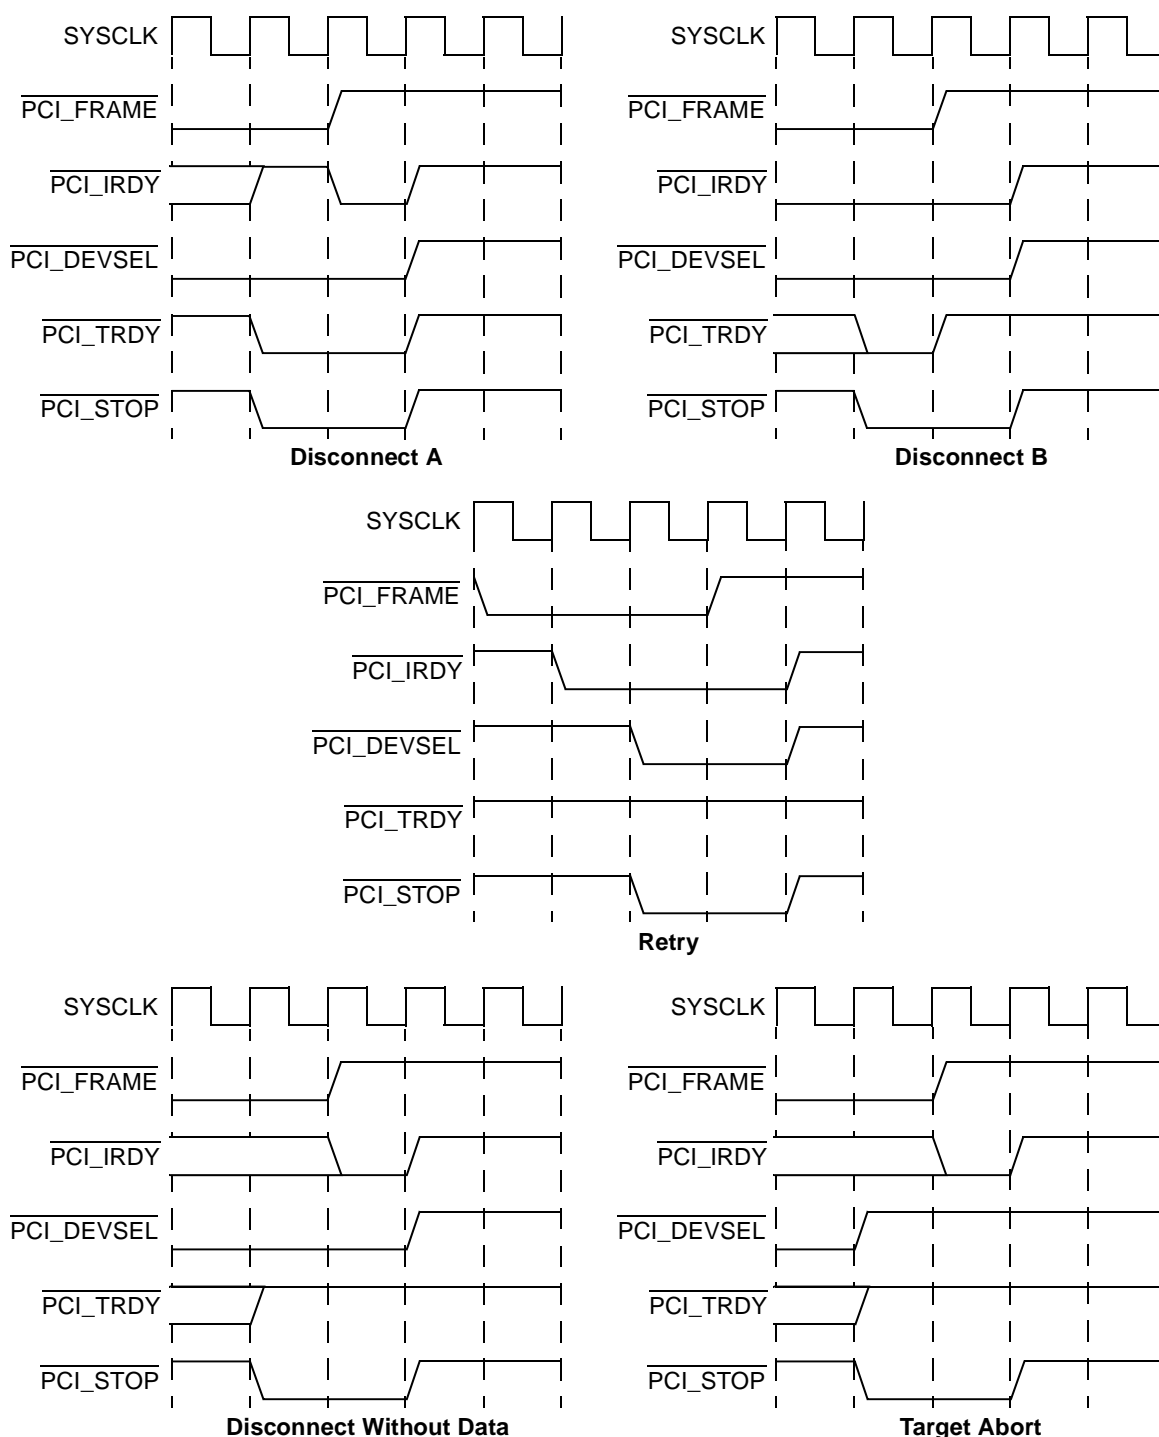 SYSCLK
PCI_FRAME
PCI_IRDY
PCI_DEVSEL
PCI_TRDY
PCI_STOP
Disconnect A
SYSCLK
PCI_FRAME
PCI_IRDY
PCI_DEVSEL
PCI_TRDY
PCI_STOP
Disconnect B
SYSCLK
PCI_FRAME
PCI_IRDY
PCI_DEVSEL
PCI_TRDY
PCI_STOP
Retry
SYSCLK
PCI_FRAME
PCI_IRDY
PCI_DEVSEL
PCI_TRDY
PCI_STOP
Disconnect Without Data
SYSCLK
PCI_FRAME
PCI_IRDY
PCI_DEVSEL
PCI_TRDY
PCI_STOP
Target Abort